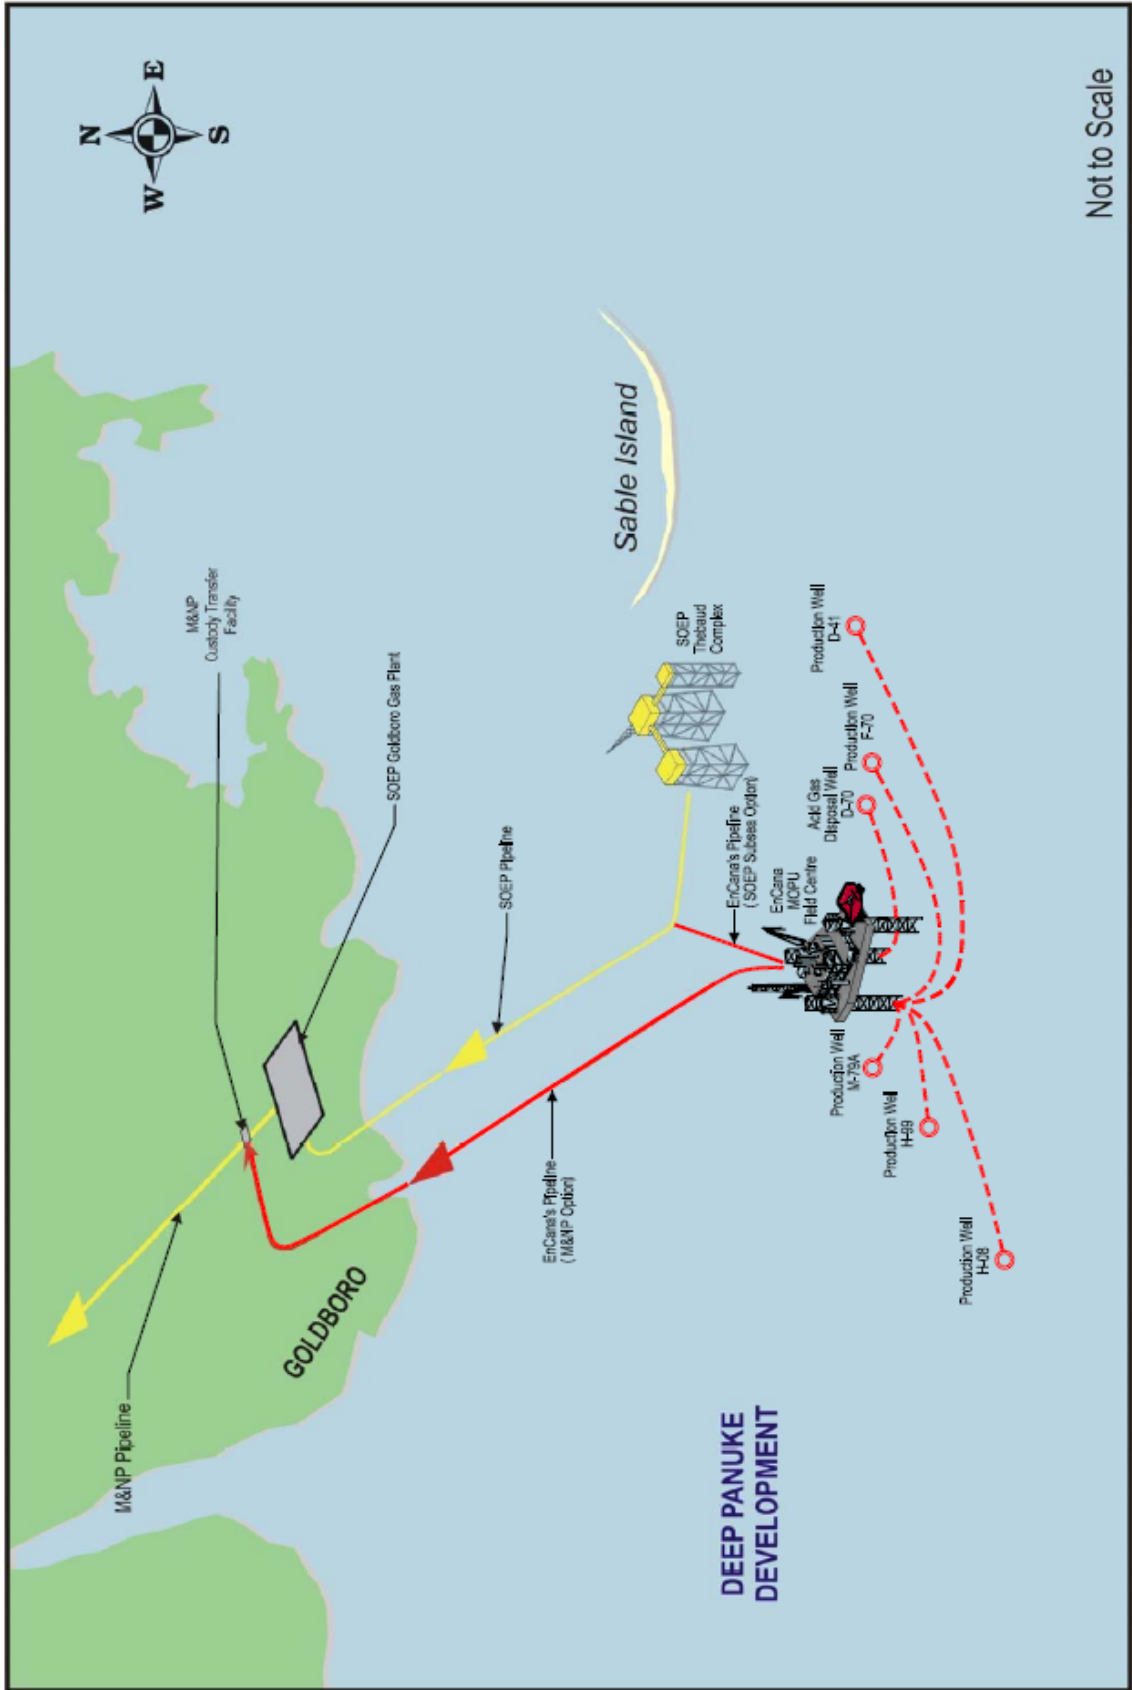 N
W
E
S
M&NP Pipeline
M&NP
Custody Transfer
Facility
SOEP Goldboro Gas Plant
GOLDBORO
SOEP Pipeline
EnCana's Pipeline
( M&NP Option)
Sable Island
SOEP
Thebaud
Complex
EnCana's Pipeline
( SOEP Subsea Option)
EnCana
MOPU
Field Centre
Acid Gas
Disposal Well
D-70
Production Well
F-70
Production Well
D-41
Production Well
M-79A
Production Well
H-99
Production Well
H-08
DEEP PANUKE
DEVELOPMENT
Not to Scale